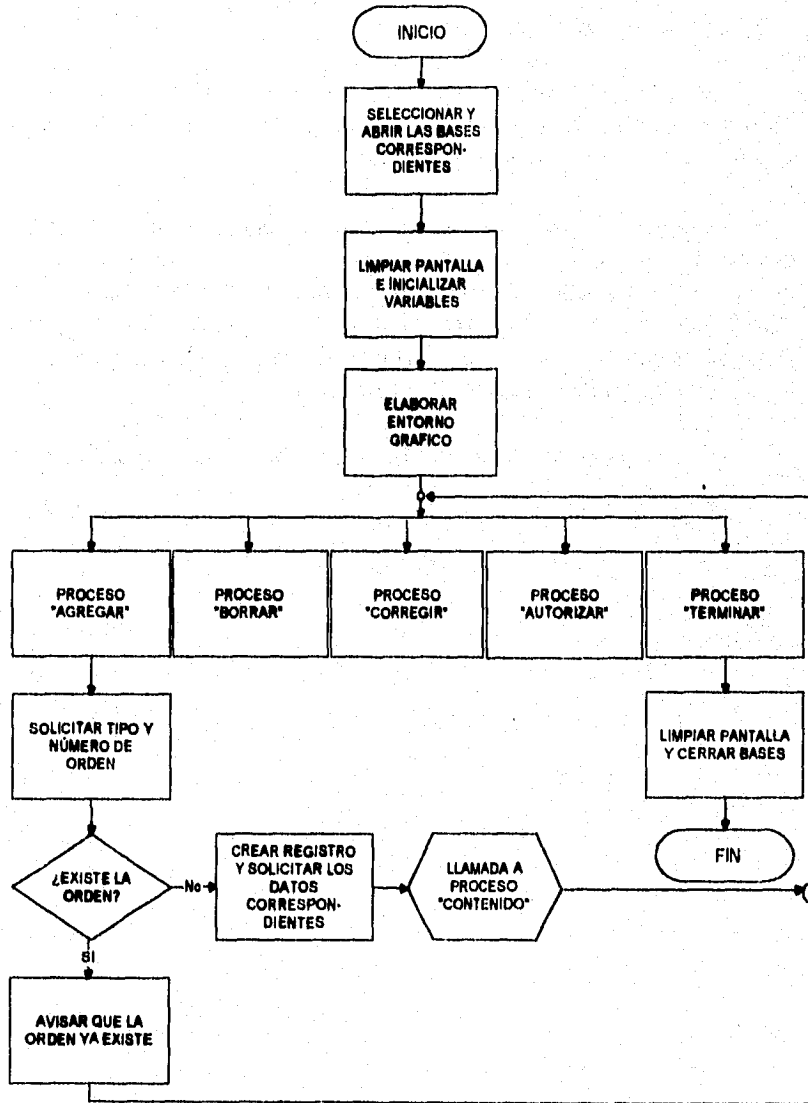 INICIO
SELECCIONAR Y
ABRIR LAS BASES
CORRESPON-
DIENTES
LIMPIAR PANTALLA
E INICIALIZAR
VARIABLES
ELABORAR
ENTORNO
GRAFICO
PROCESO
"AGREGAR"
PROCESO
"BORRAR"
PROCESO
"CORREGIR"
PROCESO
"AUTORIZAR"
PROCESO
"TERMINAR"
SOLICITAR TIPO Y
NÚMERO DE
ORDEN
LIMPIAR PANTALLA
Y CERRAR BASES
¿EXISTE LA
ORDEN?
No
CREAR REGISTRO
Y SOLICITAR LOS
DATOS
CORRESPON-
DIENTES
LLAMADA A
PROCESO
"CONTENIDO"
FIN
SI
AVISAR QUE LA
ORDEN YA EXISTE